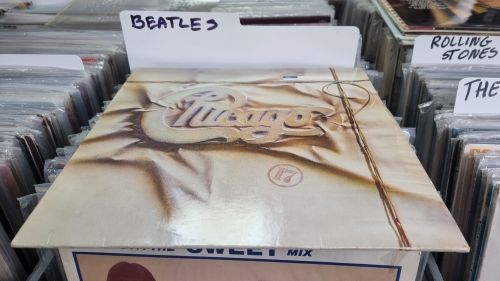 BEATLES
ROLLING
STONES
THE
Chicago
17
SWEET MIX